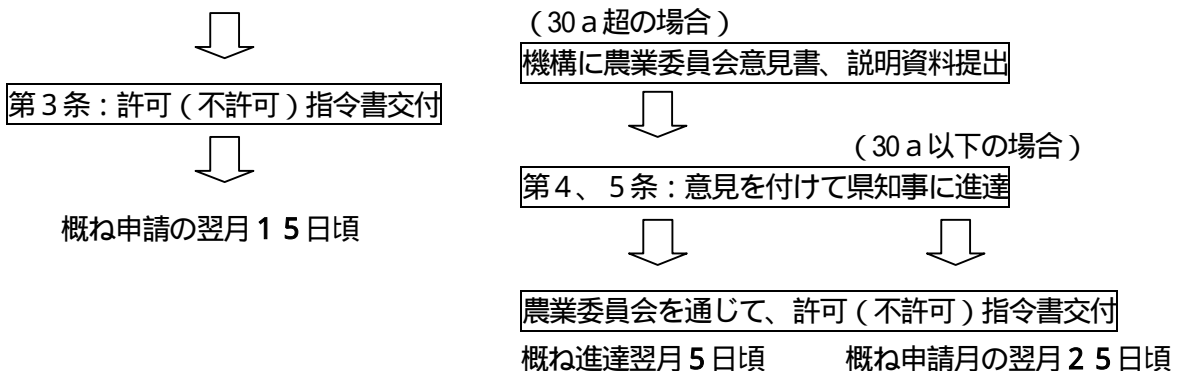 第３条：許可（不許可）指令書交付
概ね申請の翌月１５日頃
（30ａ超の場合）
機構に農業委員会意見書、説明資料提出
（30ａ以下の場合）
第４、５条：意見を付けて県知事に進達
農業委員会を通じて、許可（不許可）指令書交付
概ね進達翌月５日頃　概ね申請月の翌月２５日頃